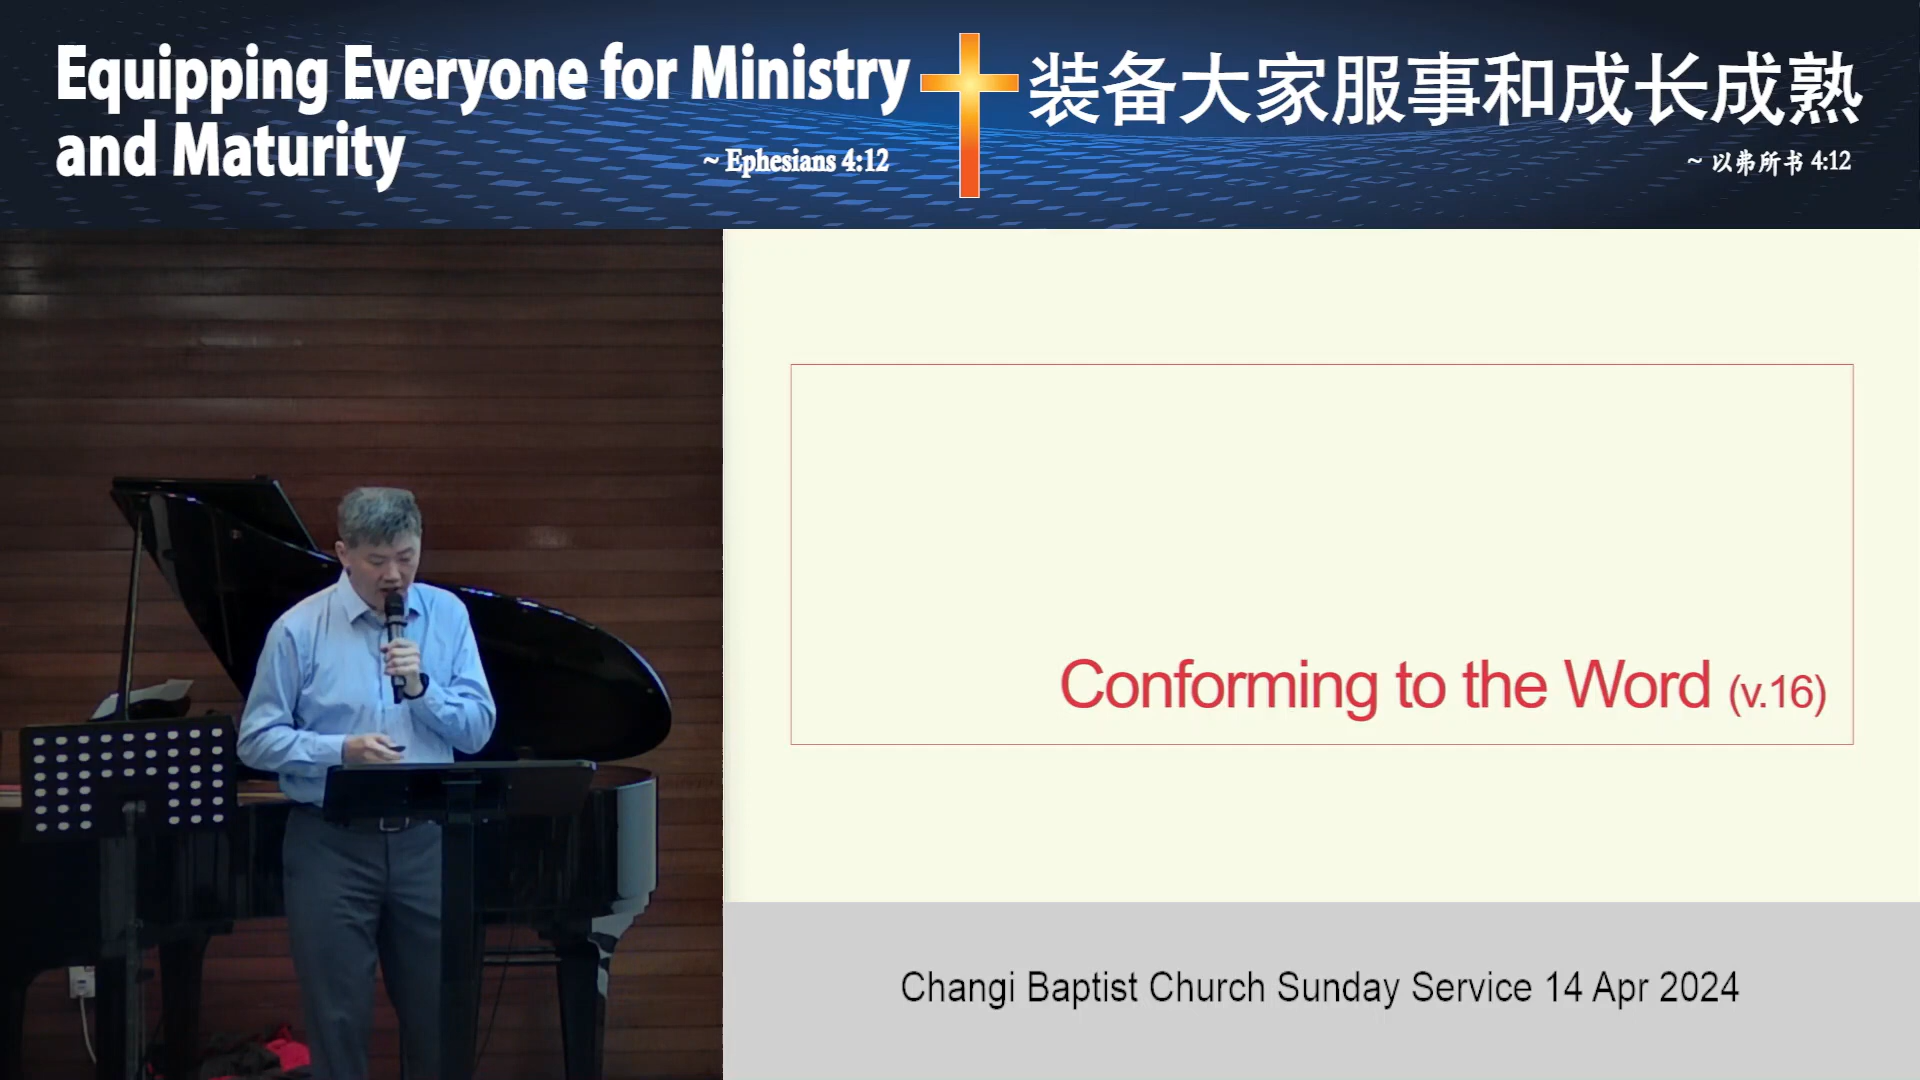 Equipping Everyone for Ministry
and Maturity
~ Ephesians 4:12
装备大家服事和成长成熟
~ 以弗所书 4:12
Conforming to the Word (v.16)
Changi Baptist Church Sunday Service 14 Apr 2024